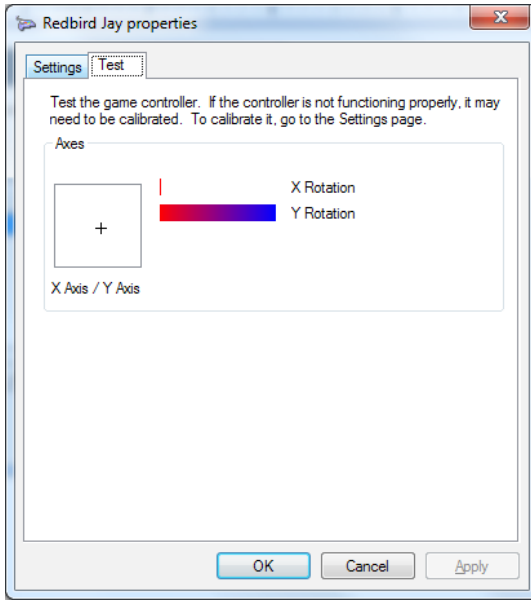 Redbird Jay properties
Settings
Test
Test the game controller. If the controller is not functioning properly, it may
need to be calibrated. To calibrate it, go to the Settings page.
Axes
X Rotation
Y Rotation
X Axis / Y Axis
OK
Cancel
Apply